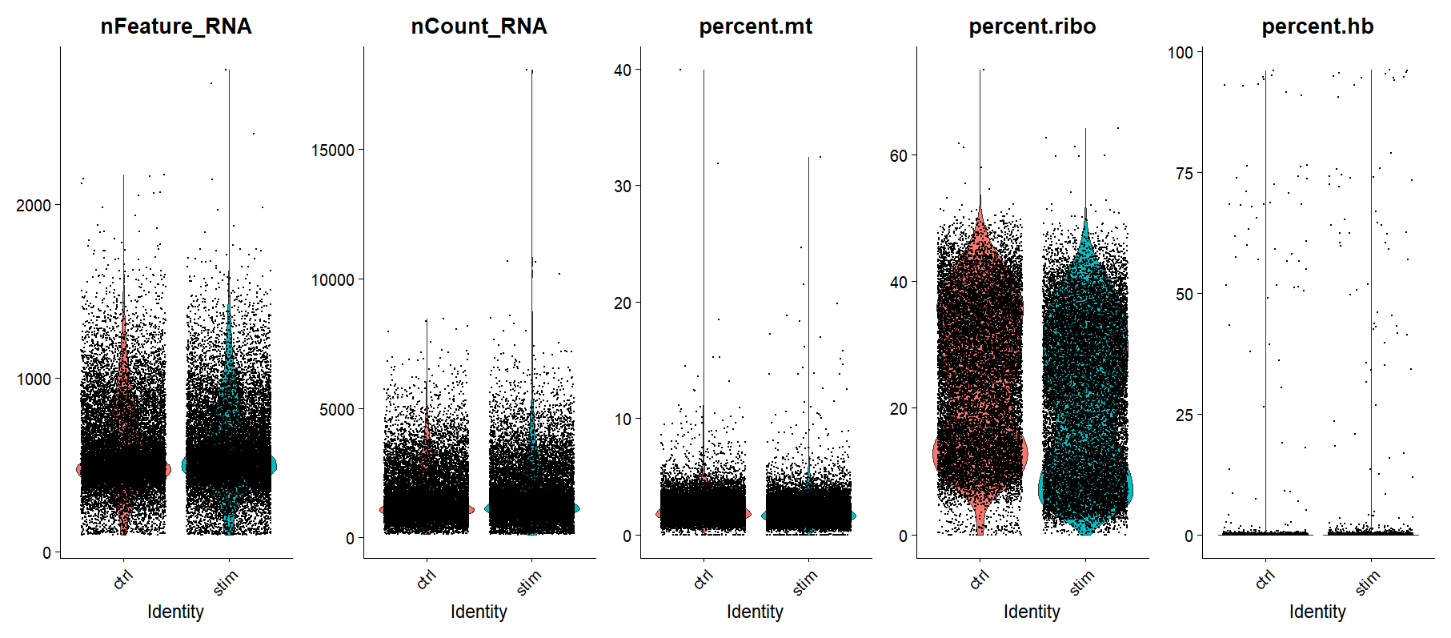 nFeature_RNA
2000
1000
0
ctrl
stim
Identity
nCount_RNA
15000
10000
5000
0
ctrl
stim
Identity
percent.mt
40
30
20
10
0
ctrl
stim
Identity
percent.ribo
60
40
20
0
ctrl
stim
Identity
percent.hb
100
75
50
25
0
ctrl
stim
Identity